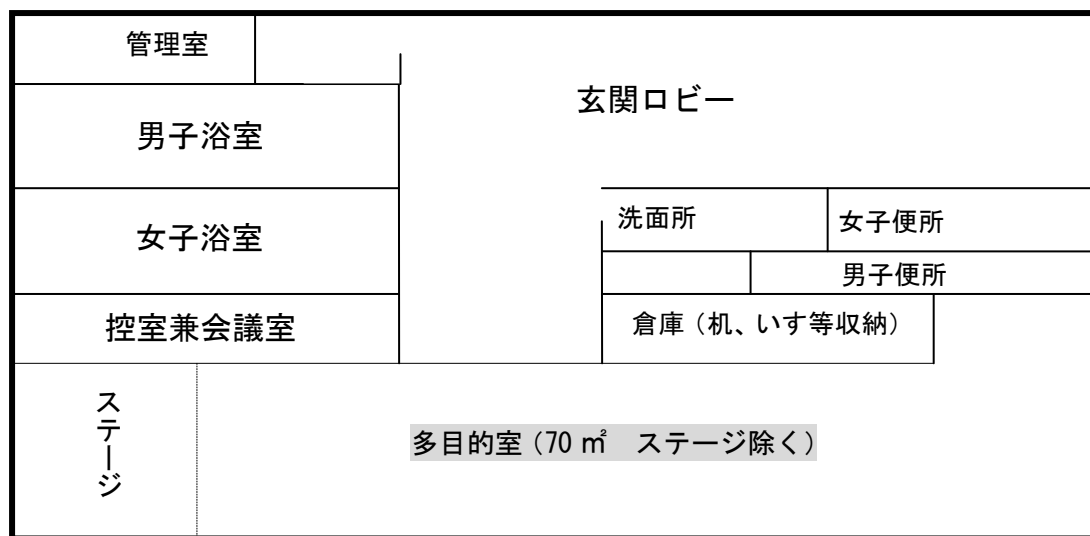 管理室
玄関ロビー
男子浴室
女子浴室
洗面所
女子便所
男子便所
控室兼会議室
倉庫（机、いす等収納）
ステージ
多目的室（70 ㎡　ステージ除く）